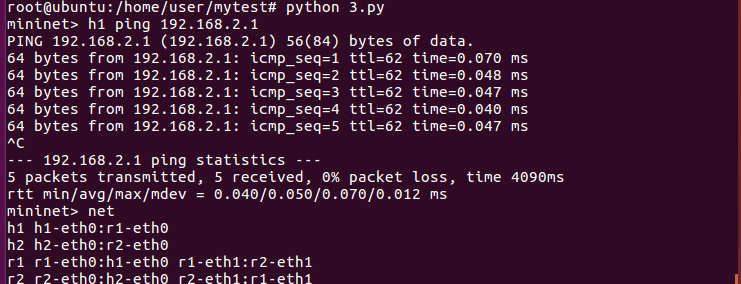 root@ubuntu:/home/user/mytest# python 3.py
mininet> h1 ping 192.168.2.1
PING 192.168.2.1 (192.168.2.1) 56(84) bytes of data.
64 bytes from 192.168.2.1: icmp_seq=1 ttl=62 time=0.070 ms
64 bytes from 192.168.2.1: icmp_seq=2 ttl=62 time=0.048 ms
64 bytes from 192.168.2.1: icmp_seq=3 ttl=62 time=0.047 ms
64 bytes from 192.168.2.1: icmp_seq=4 ttl=62 time=0.040 ms
64 bytes from 192.168.2.1: icmp_seq=5 ttl=62 time=0.047 ms
^C
--- 192.168.2.1 ping statistics ---
5 packets transmitted, 5 received, 0% packet loss, time 4090ms
rtt min/avg/max/mdev = 0.040/0.050/0.070/0.012 ms
mininet> net
h1 h1-eth0:r1-eth0
h2 h2-eth0:r2-eth0
r1 r1-eth0:h1-eth0 r1-eth1:r2-eth1
r2 r2-eth0:h2-eth0 r2-eth1:r1-eth1